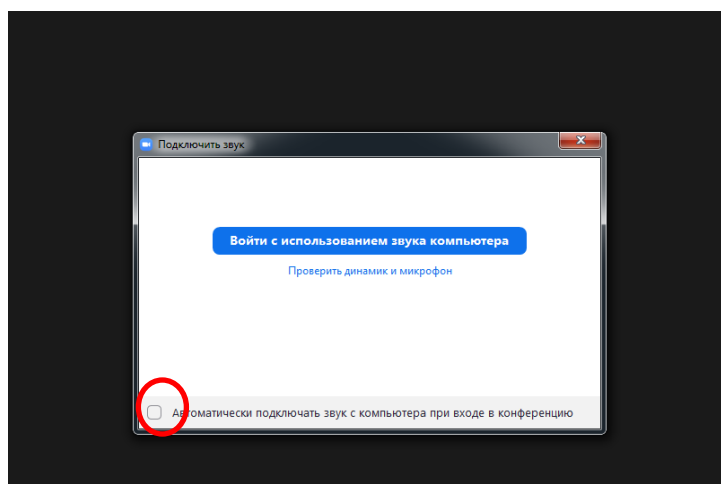 Подключить звук
Войти с использованием звука компьютера
Проверить динамик и микрофон
Автоматически подключать звук с компьютера при входе в конференцию